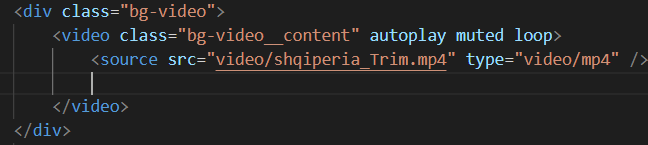 <div class="bg-video">
<video class="bg-video__content" autoplay muted loop>
<source src="video/shqiperia_Trim.mp4" type="video/mp4" />
</video>
</div>